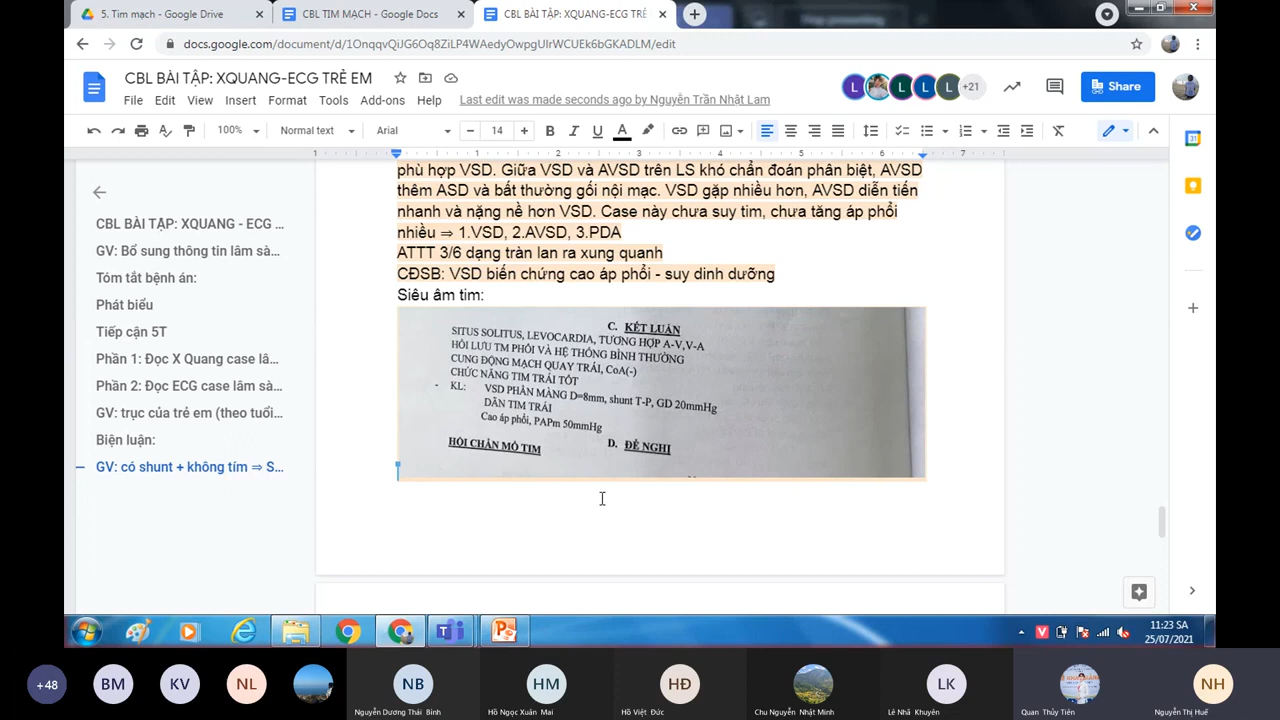 5. Tim mạch - Google Drive
CBL TIM MẠCH - Google Docs
CBL BÀI TẬP: XQUANG-ECG TRẺ
docs.google.com/document/d/1OnqqvQiJG6Oq8ZiLP4WAedyOwpgUIrWCUEk6bGKADLM/edit
CBL BÀI TẬP: XQUANG-ECG TRẺ EM
File Edit View Insert Format Tools Add-ons Help
Last edit was made seconds ago by Nguyễn Trần Nhật Lam
L L L L +21
Share
100% Normal text Arial 14
1 1 2 3 4 5 6 7
CBL BÀI TẬP: XQUANG - ECG ...
GV: Bổ sung thông tin lâm sà...
Tóm tắt bệnh án:
Phát biểu
Tiếp cận 5T
Phần 1: Đọc X Quang case lâ...
Phần 2: Đọc ECG case lâm sà...
GV: trục của trẻ em (theo tuổi...
Biện luận:
GV: có shunt + không tím ⇒ S...
phù hợp VSD. Giữa VSD và AVSD trên LS khó chẩn đoán phân biệt, AVSD
thêm ASD và bất thường gối nội mạc. VSD gặp nhiều hơn, AVSD diễn tiến
nhanh và nặng nề hơn VSD. Case này chưa suy tim, chưa tăng áp phổi
nhiều ⇒ 1.VSD, 2.AVSD, 3.PDA
ATTT 3/6 dạng tràn lan ra xung quanh
CĐSB: VSD biến chứng cao áp phổi - suy dinh dưỡng
Siêu âm tim:
C. KẾT LUẬN
SITUS SOLITUS, LEVOCARDIA, TƯƠNG HỢP A-V,V-A
HỒI LƯU TM PHỔI VÀ HỆ THỐNG BÌNH THƯỜNG
CUNG ĐỘNG MẠCH QUAY TRÁI, CoA(-)
CHỨC NĂNG TIM TRÁI TỐT
- KL: VSD PHẦN MÀNG D=8mm, shunt T-P, GD 20mmHg
DÃN TIM TRÁI
Cao áp phổi, PAPm 50mmHg
D. ĐỀ NGHỊ
HỘI CHẨN MỔ TIM
11:23 SA
25/07/2021
+48 BM KV NL NB HM HĐ LK NH
Nguyễn Dương Thái Bình
Hồ Ngọc Xuân Mai
Hồ Việt Đức
Chu Nguyễn Nhật Minh
Lê Nhã Khuyên
Quan Thủy Tiên
Nguyễn Thị Huế